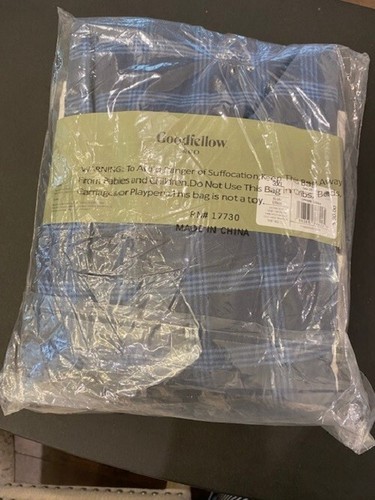 Goodfellow
& CO
WARNING: To Avoid Danger of Suffocation, Keep This Bag Away
From Babies and Children. Do Not Use This Bag in Cribs, Beds,
Carriages or Playpens. This bag is not a toy.
RN# 17730
MADE IN CHINA